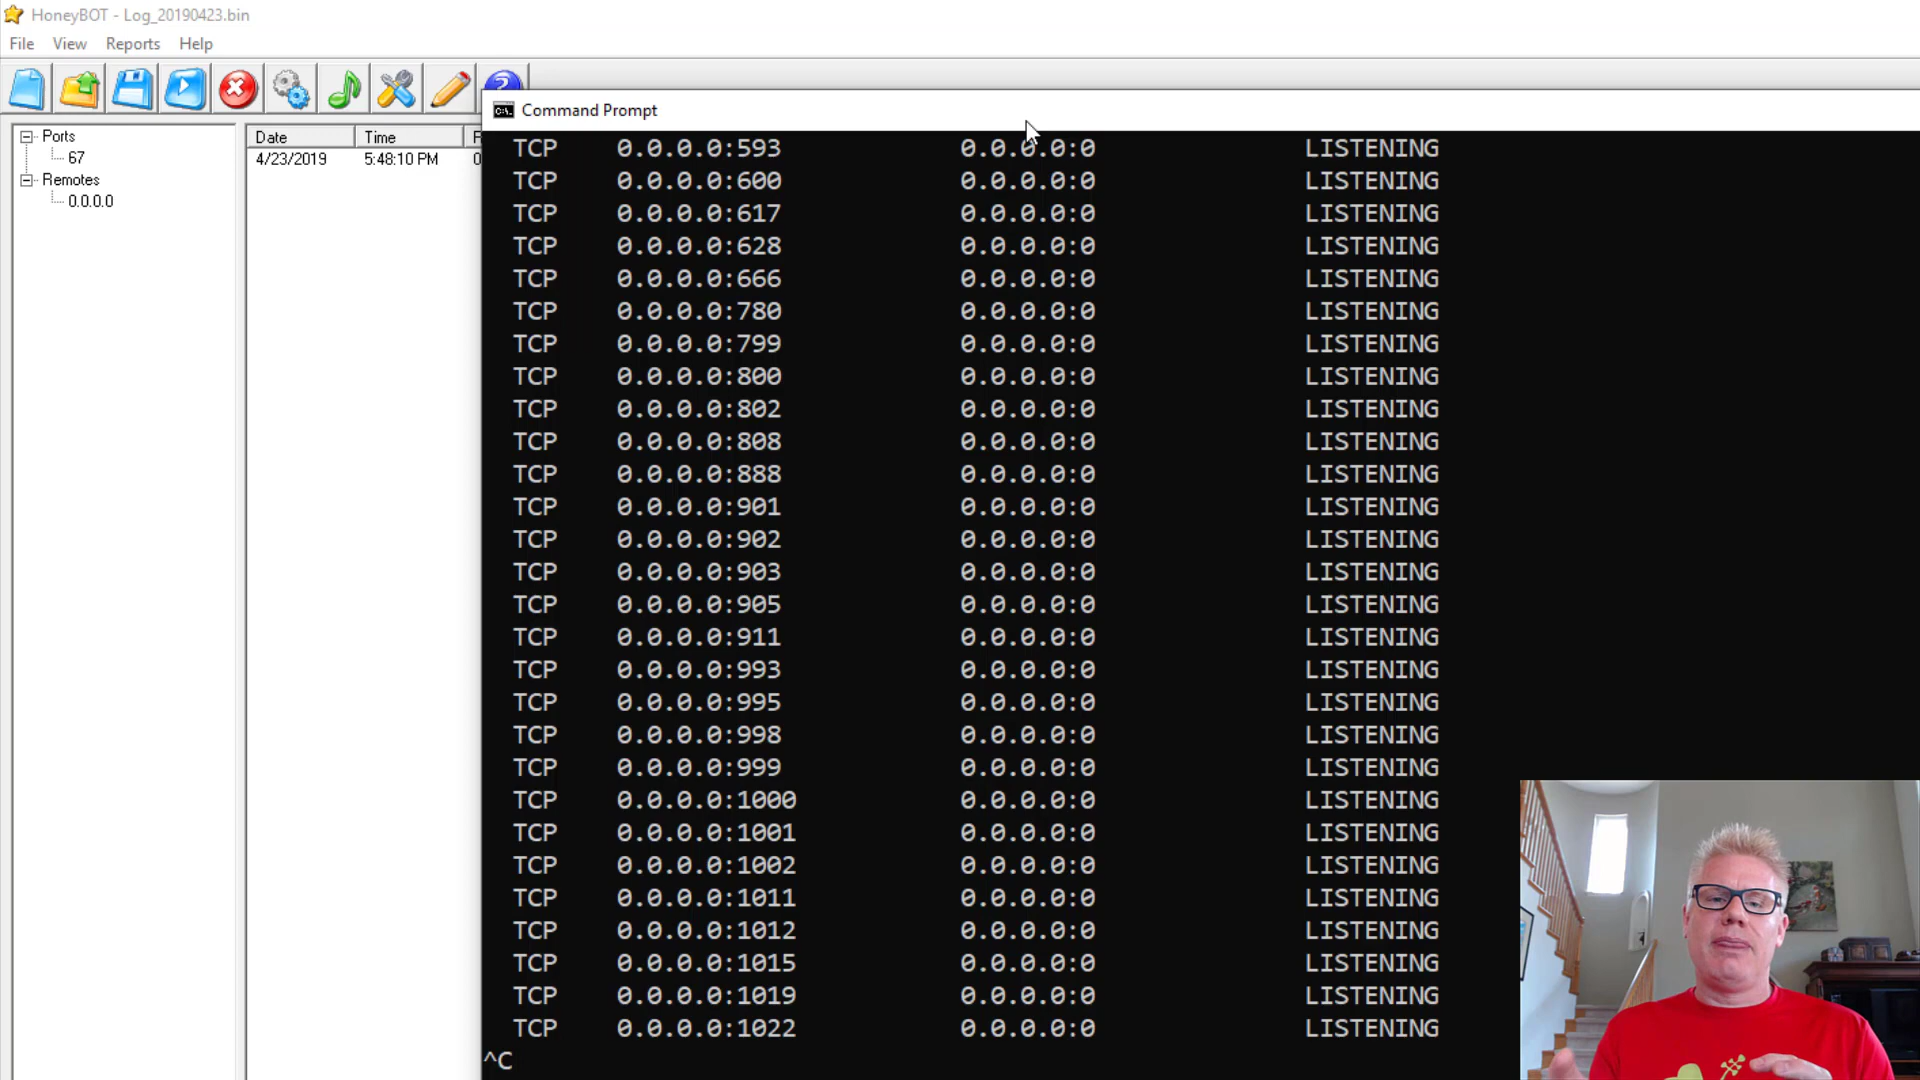 HoneyBOT - Log_20190423.bin
File View Reports Help
Command Prompt
Ports
67
Remotes
0.0.0.0
Date Time
4/23/2019 5:48:10 PM 0
TCP 0.0.0.0:593 0.0.0.0:0 LISTENING
TCP 0.0.0.0:600 0.0.0.0:0 LISTENING
TCP 0.0.0.0:617 0.0.0.0:0 LISTENING
TCP 0.0.0.0:628 0.0.0.0:0 LISTENING
TCP 0.0.0.0:666 0.0.0.0:0 LISTENING
TCP 0.0.0.0:780 0.0.0.0:0 LISTENING
TCP 0.0.0.0:799 0.0.0.0:0 LISTENING
TCP 0.0.0.0:800 0.0.0.0:0 LISTENING
TCP 0.0.0.0:802 0.0.0.0:0 LISTENING
TCP 0.0.0.0:808 0.0.0.0:0 LISTENING
TCP 0.0.0.0:888 0.0.0.0:0 LISTENING
TCP 0.0.0.0:901 0.0.0.0:0 LISTENING
TCP 0.0.0.0:902 0.0.0.0:0 LISTENING
TCP 0.0.0.0:903 0.0.0.0:0 LISTENING
TCP 0.0.0.0:905 0.0.0.0:0 LISTENING
TCP 0.0.0.0:911 0.0.0.0:0 LISTENING
TCP 0.0.0.0:993 0.0.0.0:0 LISTENING
TCP 0.0.0.0:995 0.0.0.0:0 LISTENING
TCP 0.0.0.0:998 0.0.0.0:0 LISTENING
TCP 0.0.0.0:999 0.0.0.0:0 LISTENING
TCP 0.0.0.0:1000 0.0.0.0:0 LISTENING
TCP 0.0.0.0:1001 0.0.0.0:0 LISTENING
TCP 0.0.0.0:1002 0.0.0.0:0 LISTENING
TCP 0.0.0.0:1011 0.0.0.0:0 LISTENING
TCP 0.0.0.0:1012 0.0.0.0:0 LISTENING
TCP 0.0.0.0:1015 0.0.0.0:0 LISTENING
TCP 0.0.0.0:1019 0.0.0.0:0 LISTENING
TCP 0.0.0.0:1022 0.0.0.0:0 LISTENING
^C